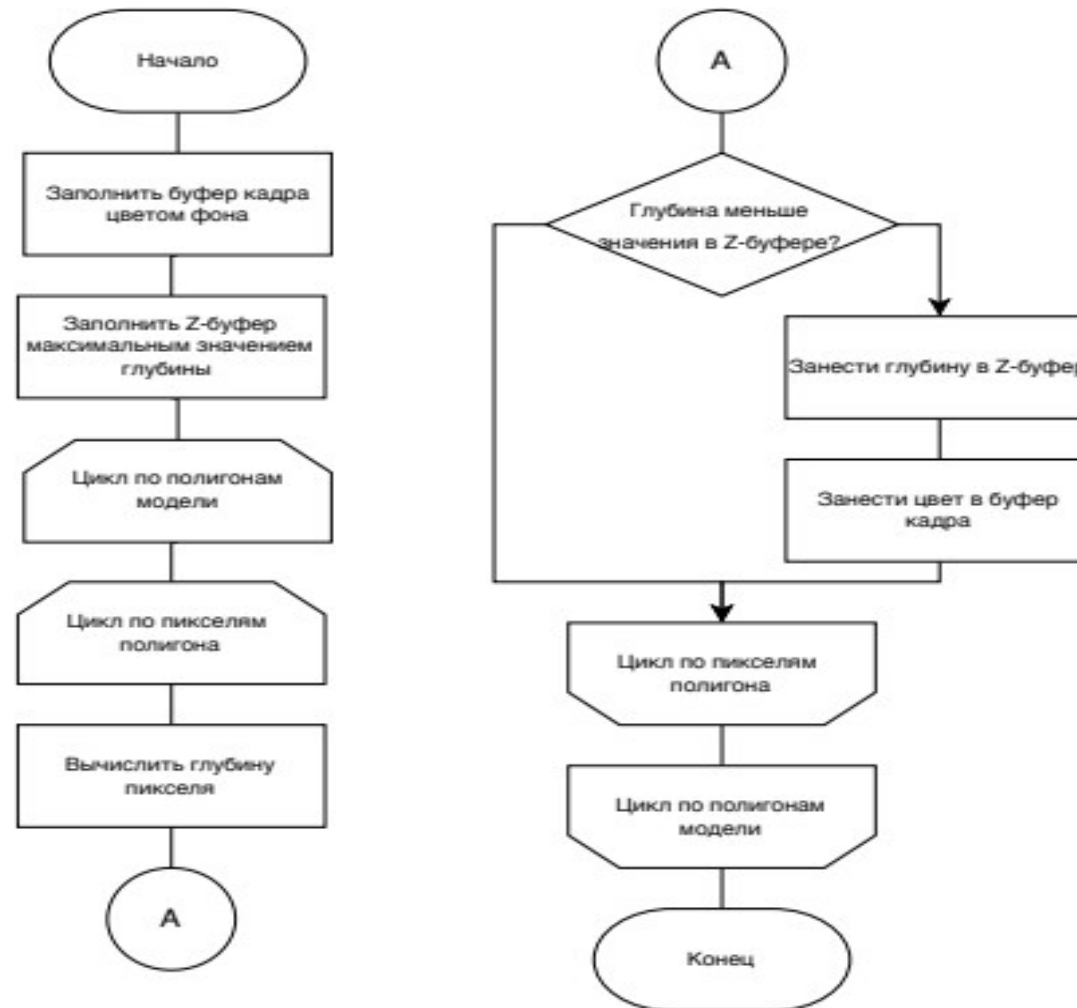 Начало
Заполнить буфер кадра
цветом фона
Заполнить Z-буфер
максимальным значением
глубины
Цикл по полигонам
модели
Цикл по пикселям
полигона
Вычислить глубину
пикселя
А
А
Глубина меньше
значения в Z-буфере?
Занести глубину в Z-буфер
Занести цвет в буфер
кадра
Цикл по пикселям
полигона
Цикл по полигонам
модели
Конец